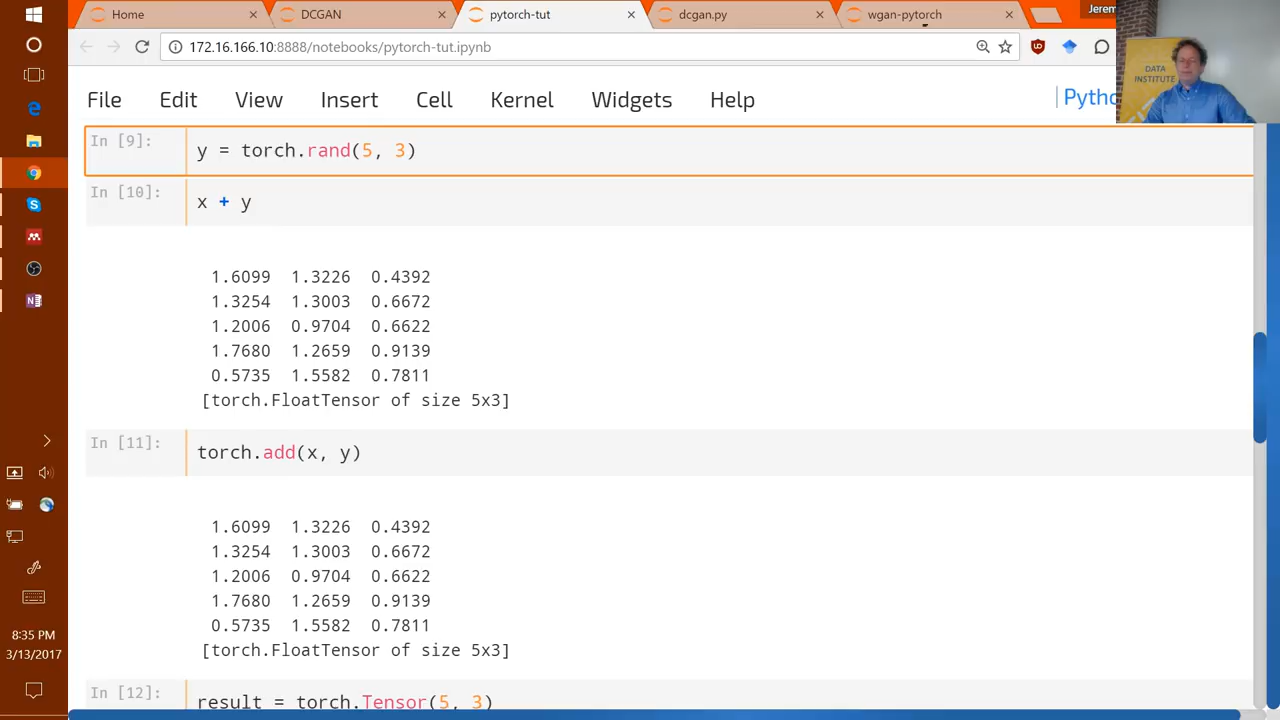 Home
DCGAN
pytorch-tut
dcgan.py
wgan-pytorch
Jerem
172.16.166.10:8888/notebooks/pytorch-tut.ipynb
DATA
INSTITUTE
File Edit View Insert Cell Kernel Widgets Help
Pytho
In [9]: y = torch.rand(5, 3)
In [10]: x + y
1.6099 1.3226 0.4392
1.3254 1.3003 0.6672
1.2006 0.9704 0.6622
1.7680 1.2659 0.9139
0.5735 1.5582 0.7811
[torch.FloatTensor of size 5x3]
In [11]: torch.add(x, y)
1.6099 1.3226 0.4392
1.3254 1.3003 0.6672
1.2006 0.9704 0.6622
1.7680 1.2659 0.9139
0.5735 1.5582 0.7811
[torch.FloatTensor of size 5x3]
In [12]: result = torch.Tensor(5, 3)
8:35 PM
3/13/2017